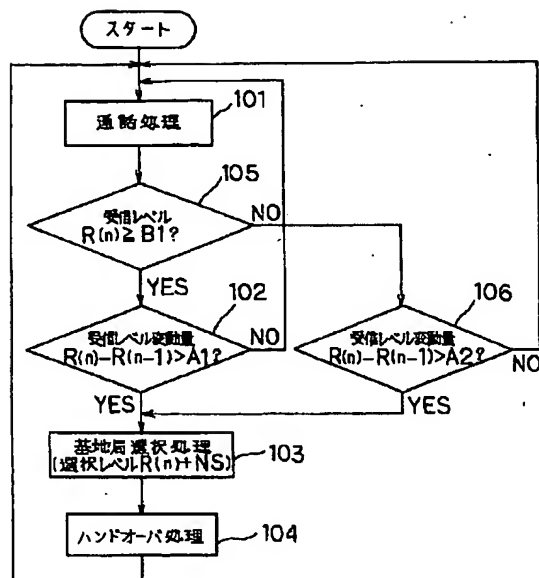 スタート
通話処理
101
105
受信レベル
R(n)≧B1?
NO
YES
102
受信レベル変動量
R(n)-R(n-1)>A1?
NO
YES
106
受信レベル変動量
R(n)-R(n-1)>A2?
NO
YES
基地局選択処理
(選択レベルR(n)+NS)
103
ハンドオーバ処理
104